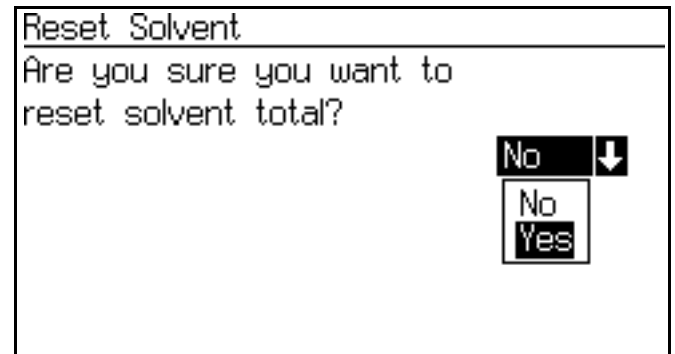 Reset Solvent
Are you sure you want to
reset solvent total?
No
No
Yes